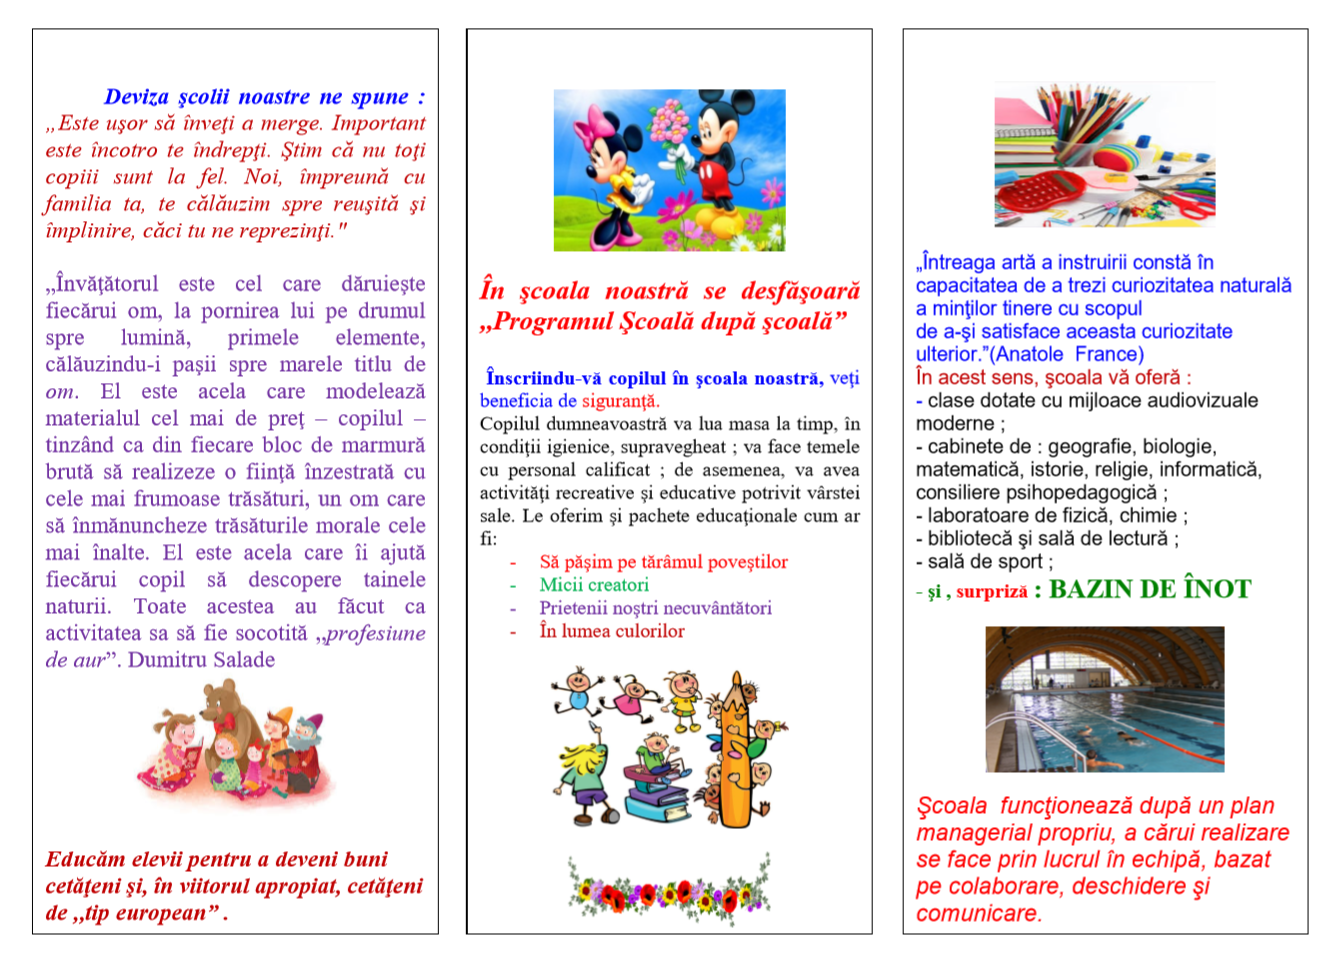 Deviza şcolii noastre ne spune :
,,Este uşor să înveţi a merge. Important
este încotro te îndrepţi. Ştim că nu toţi
copiii sunt la fel. Noi, împreună cu
familia ta, te călăuzim spre reuşită şi
împlinire, căci tu ne reprezinţi."
,,Învăţătorul este cel care dăruieşte
fiecărui om, la pornirea lui pe drumul
spre lumină, primele elemente,
călăuzindu-i paşii spre marele titlu de
om. El este acela care modelează
materialul cel mai de preţ – copilul –
tinzând ca din fiecare bloc de marmură
brută să realizeze o fiinţă înzestrată cu
cele mai frumoase trăsături, un om care
să înmănuncheze trăsăturile morale cele
mai înalte. El este acela care îi ajută
fiecărui copil să descopere tainele
naturii. Toate acestea au făcut ca
activitatea sa să fie socotită ,,profesiune
de aur”. Dumitru Salade
Educăm elevii pentru a deveni buni
cetăţeni şi, în viitorul apropiat, cetăţeni
de ,,tip european” .
În şcoala noastră se desfăşoară
,,Programul Şcoală după şcoală”
Înscriindu-vă copilul în şcoala noastră, veţi
beneficia de siguranţă.
Copilul dumneavoastră va lua masa la timp, în
condiţii igienice, supravegheat ; va face temele
cu personal calificat ; de asemenea, va avea
activităţi recreative şi educative potrivit vârstei
sale. Le oferim şi pachete educaţionale cum ar
fi:
- Să păşim pe tărâmul poveştilor
- Micii creatori
- Prietenii noştri necuvântători
- În lumea culorilor
„Întreaga artă a instruirii constă în
capacitatea de a trezi curiozitatea naturală
a minţilor tinere cu scopul
de a-şi satisface aceasta curiozitate
ulterior.”(Anatole France)
În acest sens, şcoala vă oferă :
- clase dotate cu mijloace audiovizuale
moderne ;
- cabinete de : geografie, biologie,
matematică, istorie, religie, informatică,
consiliere psihopedagogică ;
- laboratoare de fizică, chimie ;
- bibliotecă şi sală de lectură ;
- sală de sport ;
- şi , surpriză : BAZIN DE ÎNOT
Şcoala funcţionează după un plan
managerial propriu, a cărui realizare
se face prin lucrul în echipă, bazat
pe colaborare, deschidere şi
comunicare.